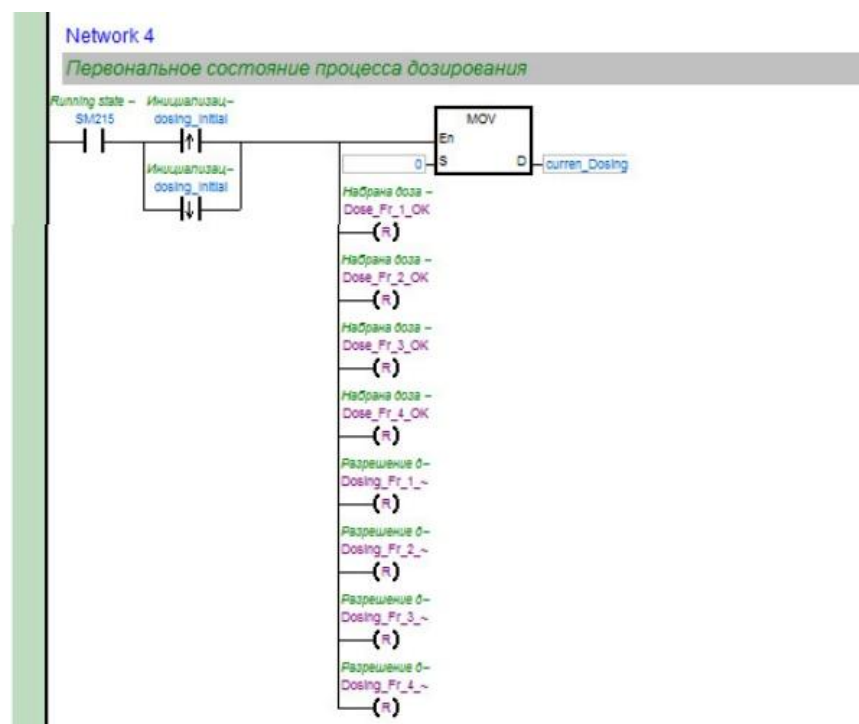 Network 4
Первональное состояние процесса дозирования
Running state – Инициализац–
SM215 dosing_initial
Инициализац–
dosing_initial
MOV
En
0 S D curren_Dosing
Набрана доза –
Dose_Fr_1_OK
R
Набрана доза –
Dose_Fr_2_OK
R
Набрана доза –
Dose_Fr_3_OK
R
Набрана доза –
Dose_Fr_4_OK
R
Разрешение д–
Dosing_Fr_1_~
R
Разрешение д–
Dosing_Fr_2_~
R
Разрешение д–
Dosing_Fr_3_~
R
Разрешение д–
Dosing_Fr_4_~
R